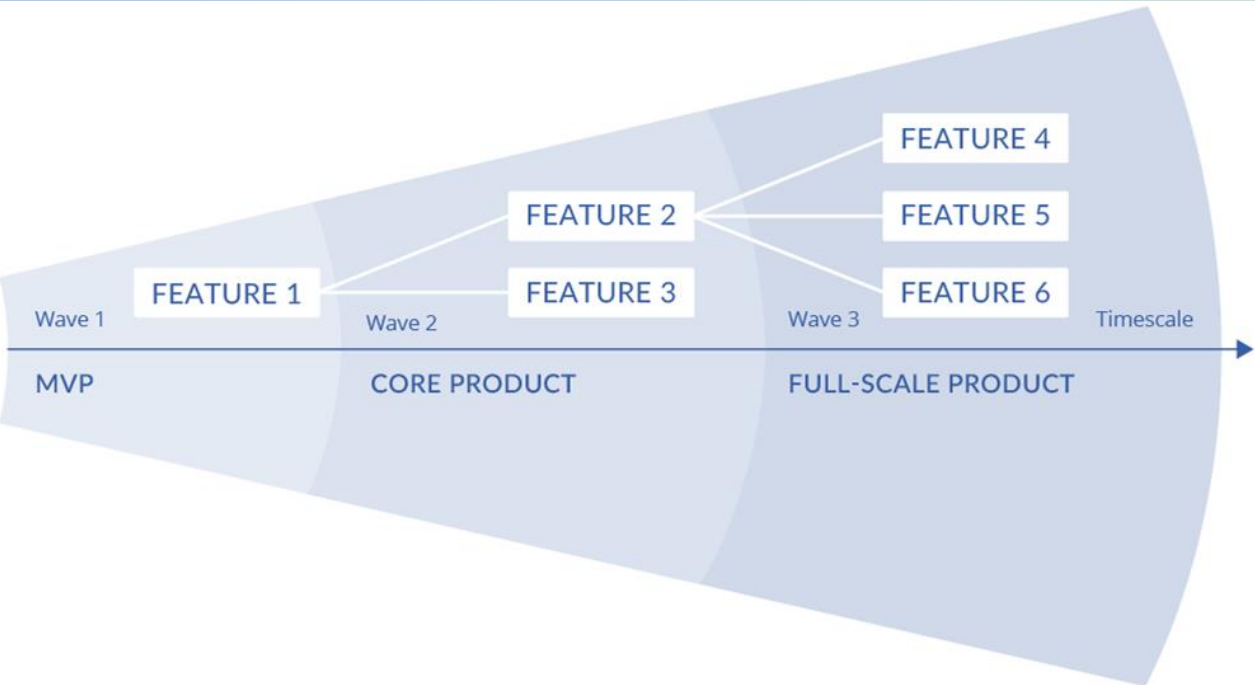 FEATURE 4
FEATURE 2
FEATURE 5
FEATURE 1
FEATURE 3
FEATURE 6
Wave 1
Wave 2
Wave 3
Timescale
MVP
CORE PRODUCT
FULL-SCALE PRODUCT